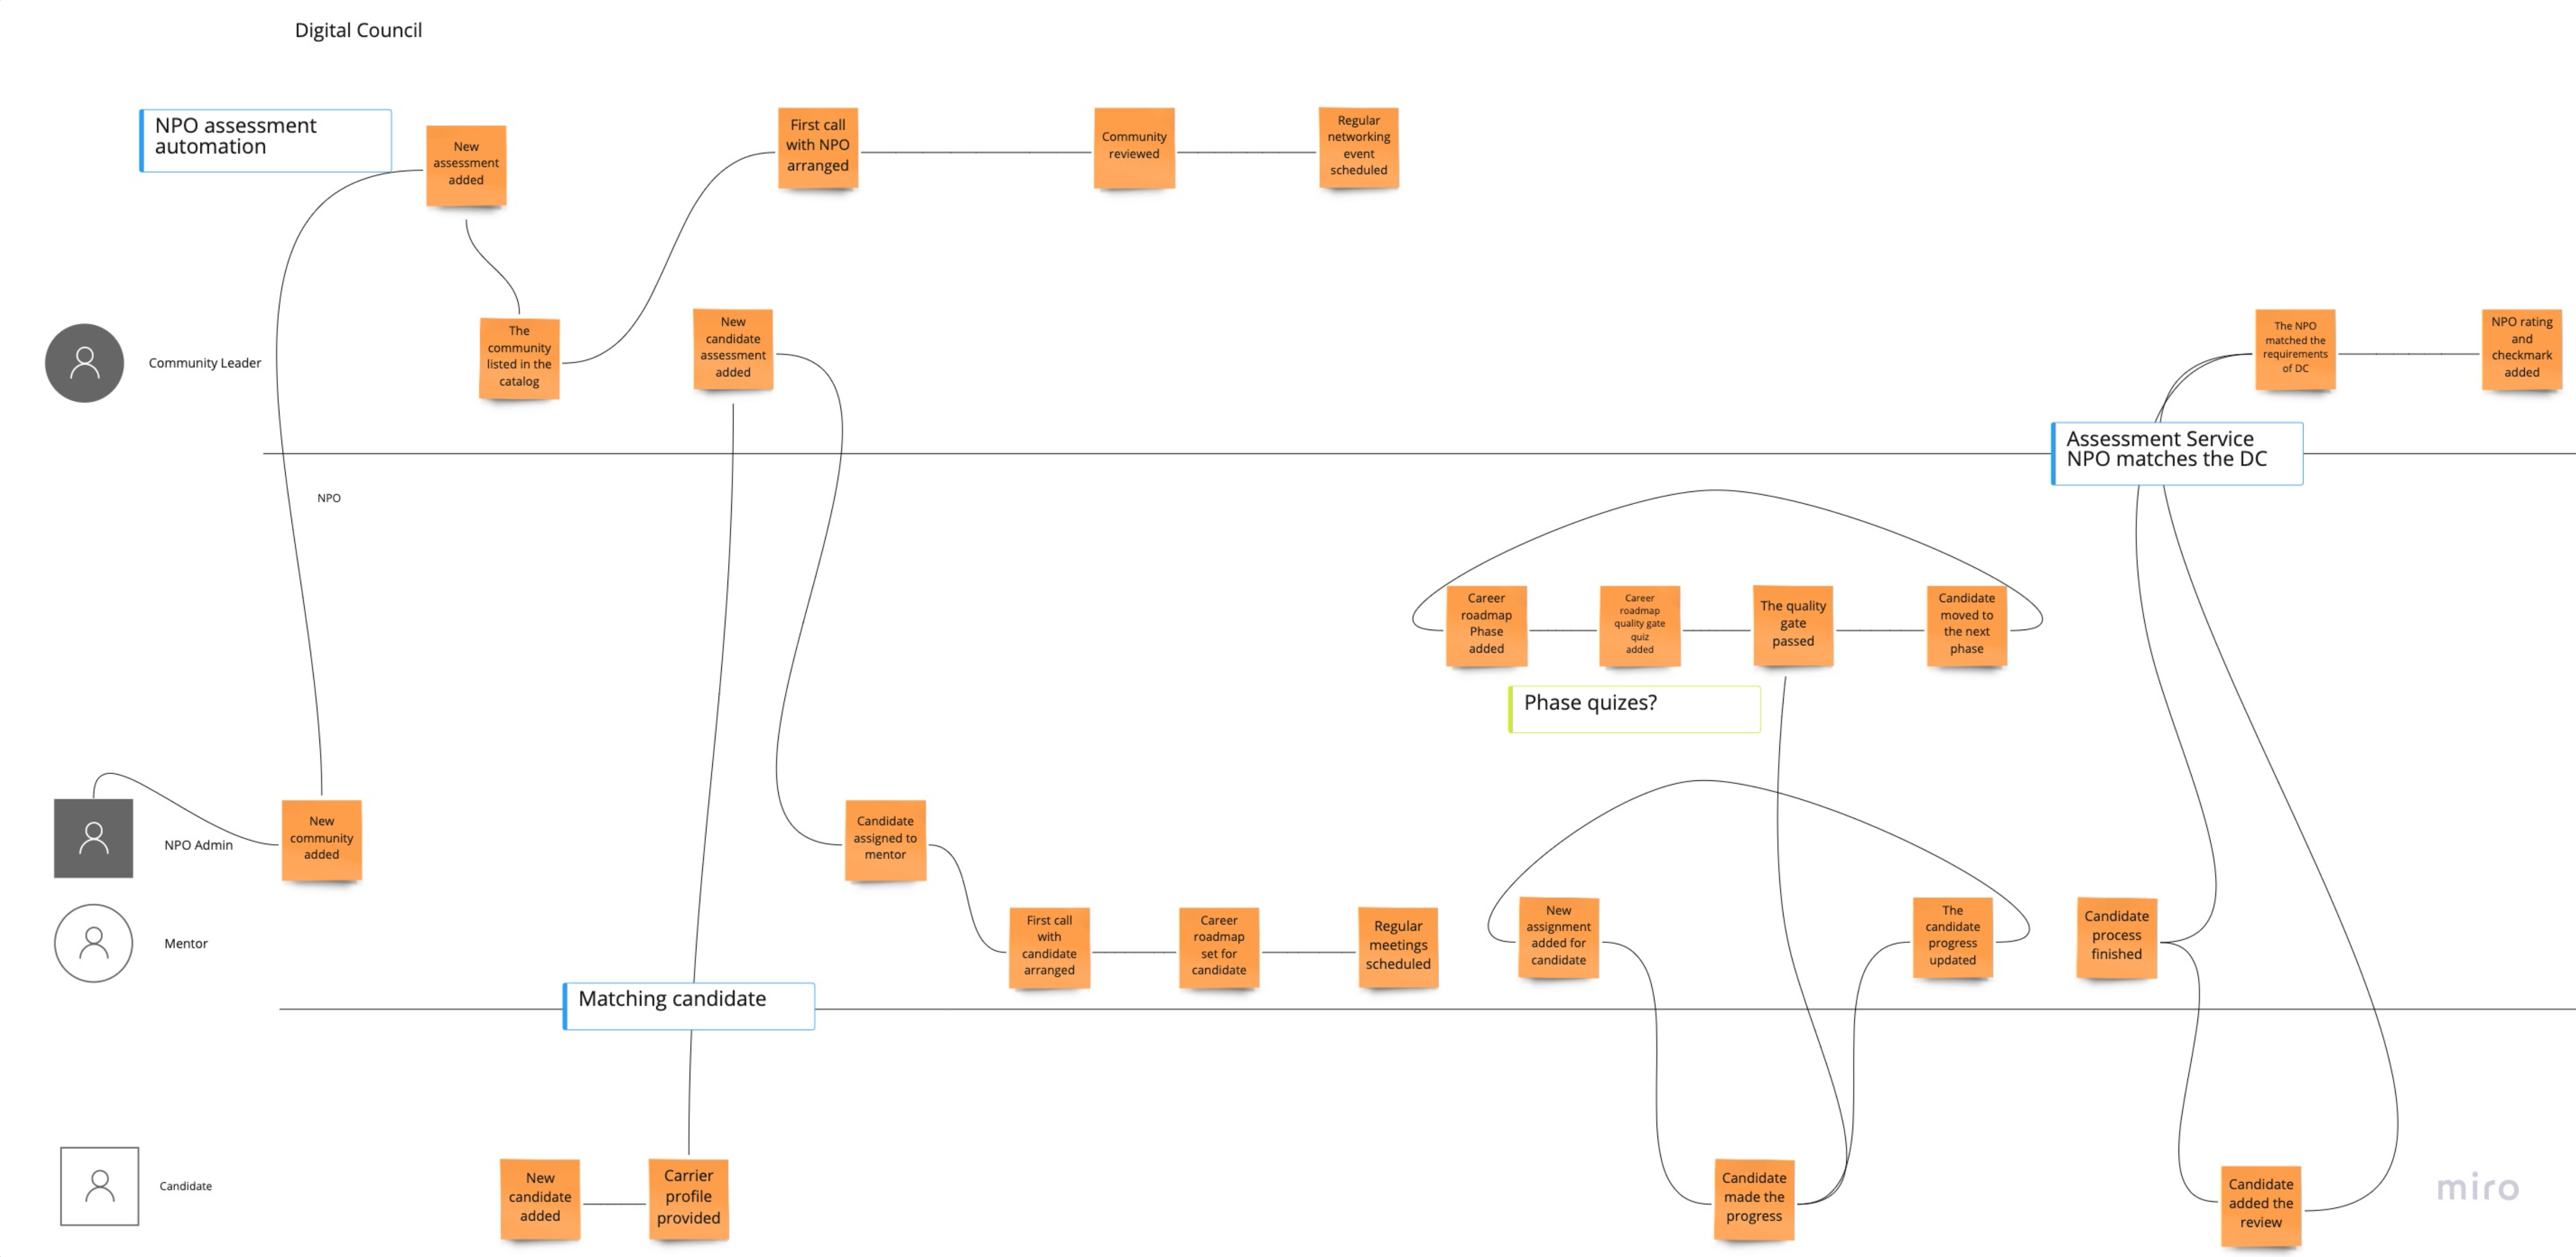 Digital Council
NPO assessment
automation
New
assessment
added
First call
with NPO
arranged
Community
reviewed
Regular
networking
event
scheduled
Community Leader
The
community
listed in the
catalog
New
candidate
assessment
added
The NPO
matched the
requirements
of DC
NPO rating
and
checkmark
added
Assessment Service
NPO matches the DC
NPO
Career
roadmap
Phase
added
Career
roadmap
quality gate
quiz
added
The quality
gate
passed
Candidate
moved to
the next
phase
Phase quizes?
NPO Admin
New
community
added
Candidate
assigned to
mentor
Mentor
First call
with
candidate
arranged
Career
roadmap
set for
candidate
Regular
meetings
scheduled
New
assignment
added for
candidate
The
candidate
progress
updated
Candidate
process
finished
Matching candidate
Candidate
New
candidate
added
Carrier
profile
provided
Candidate
made the
progress
Candidate
added the
review
miro